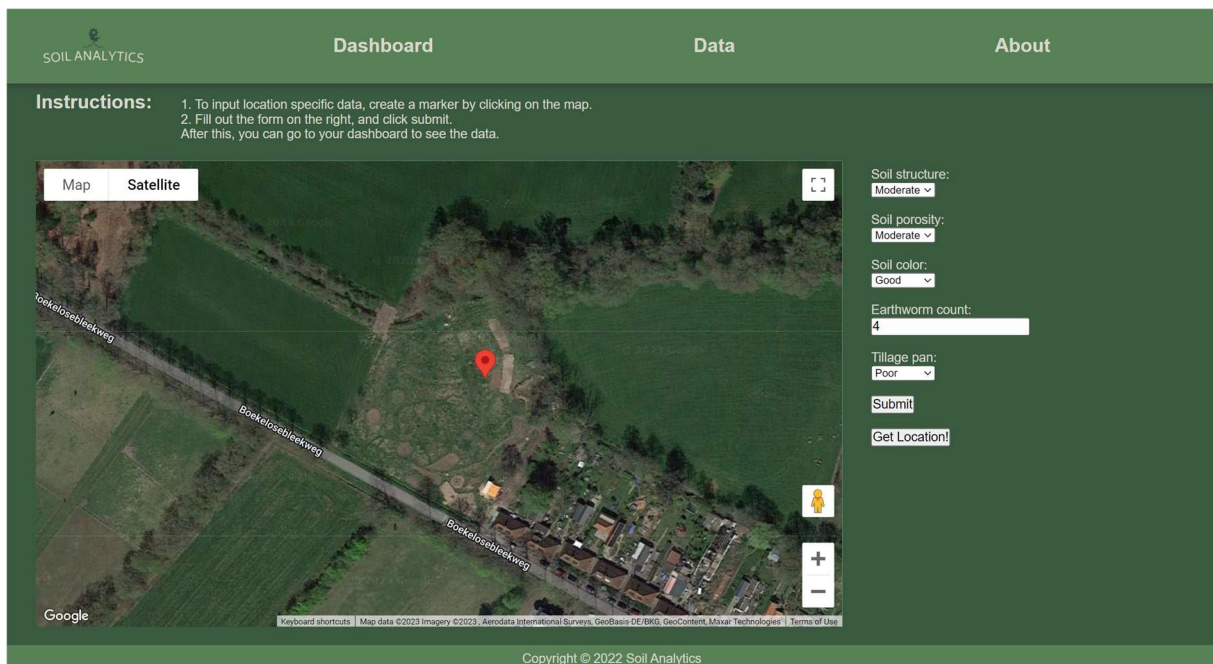 SOIL ANALYTICS
Dashboard
Data
About
Instructions:
1. To input location specific data, create a marker by clicking on the map.
2. Fill out the form on the right, and click submit.
After this, you can go to your dashboard to see the data.
Map
Satellite
Boekelosebleekweg
Boekelosebleekweg
Boekelosebleekweg
Google
Keyboard shortcuts
Map data ©2023 Imagery ©2023 , Aerodata International Surveys, GeoBasis-DE/BKG, GeoContent, Maxar Technologies
Terms of Use
Soil structure:
Moderate
Soil porosity:
Moderate
Soil color:
Good
Earthworm count:
4
Tillage pan:
Poor
Submit
Get Location!
Copyright © 2022 Soil Analytics